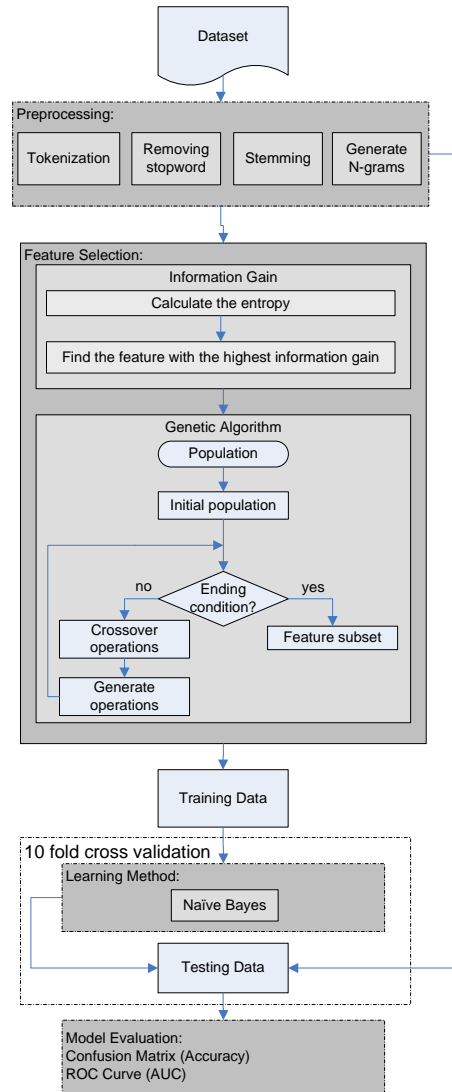 Dataset
Preprocessing:
Tokenization
Removing
stopword
Stemming
Generate
N-grams
Feature Selection:
Information Gain
Calculate the entropy
Find the feature with the highest information gain
Genetic Algorithm
Population
Initial population
no
Ending
condition?
yes
Crossover
operations
Feature subset
Generate
operations
Training Data
10 fold cross validation
Learning Method:
Naïve Bayes
Testing Data
Model Evaluation:
Confusion Matrix (Accuracy)
ROC Curve (AUC)